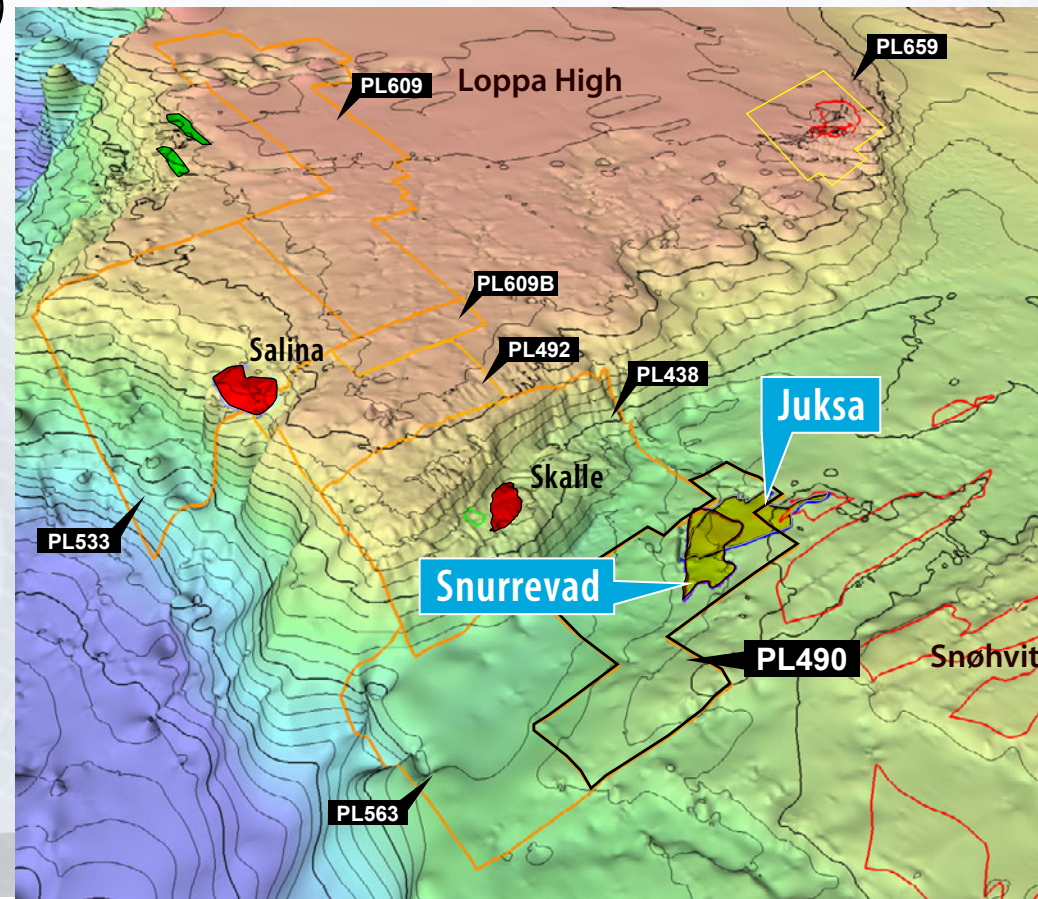 )
PL659
Loppa High
PL609
PL609B
Salina
PL492
PL438
Juksa
Skalle
PL533
Snurrevad
PL490
Snøhvit
PL563